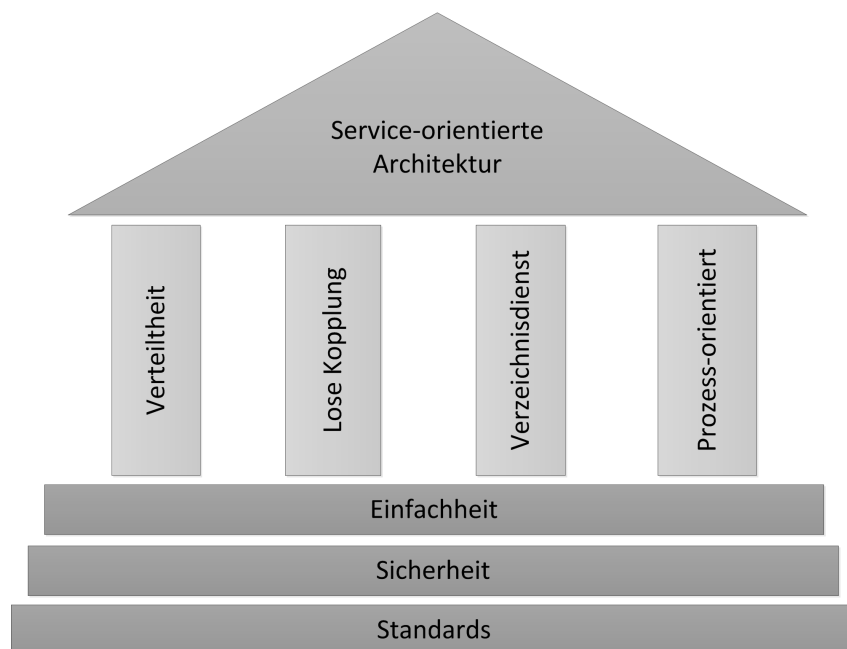 Service-orientierte
Architektur
Verteiltheit
Lose Kopplung
Verzeichnisdienst
Prozess-orientiert
Einfachheit
Sicherheit
Standards